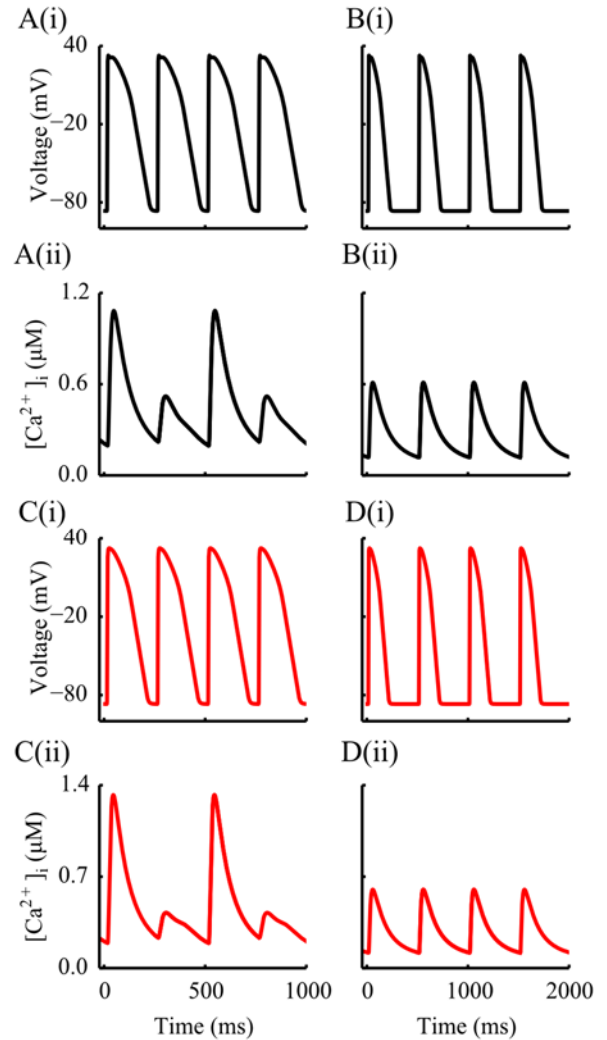 A(i)
B(i)
Voltage (mV)
40
−20
−80
A(ii)
B(ii)
[Ca2+]i (μM)
1.2
0.6
0.0
C(i)
D(i)
Voltage (mV)
40
−20
−80
C(ii)
D(ii)
[Ca2+]i (μM)
1.4
0.7
0.0
0 500 1000
0 1000 2000
Time (ms)
Time (ms)